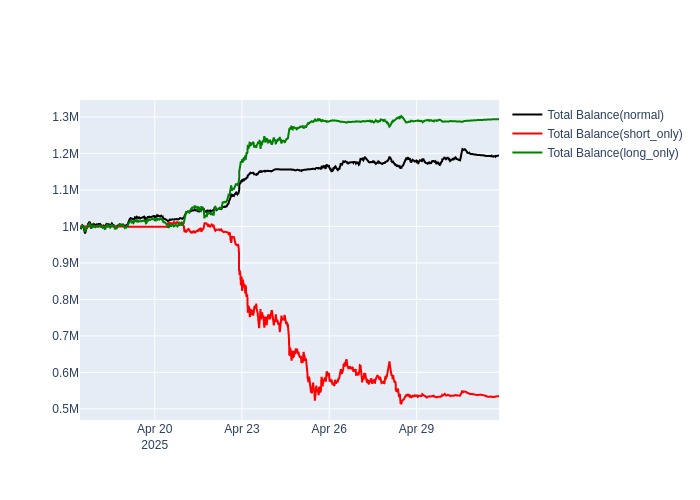 1.3M
1.2M
1.1M
1M
0.9M
0.8M
0.7M
0.6M
0.5M
Apr 20
2025
Apr 23
Apr 26
Apr 29
Total Balance(normal)
Total Balance(short_only)
Total Balance(long_only)